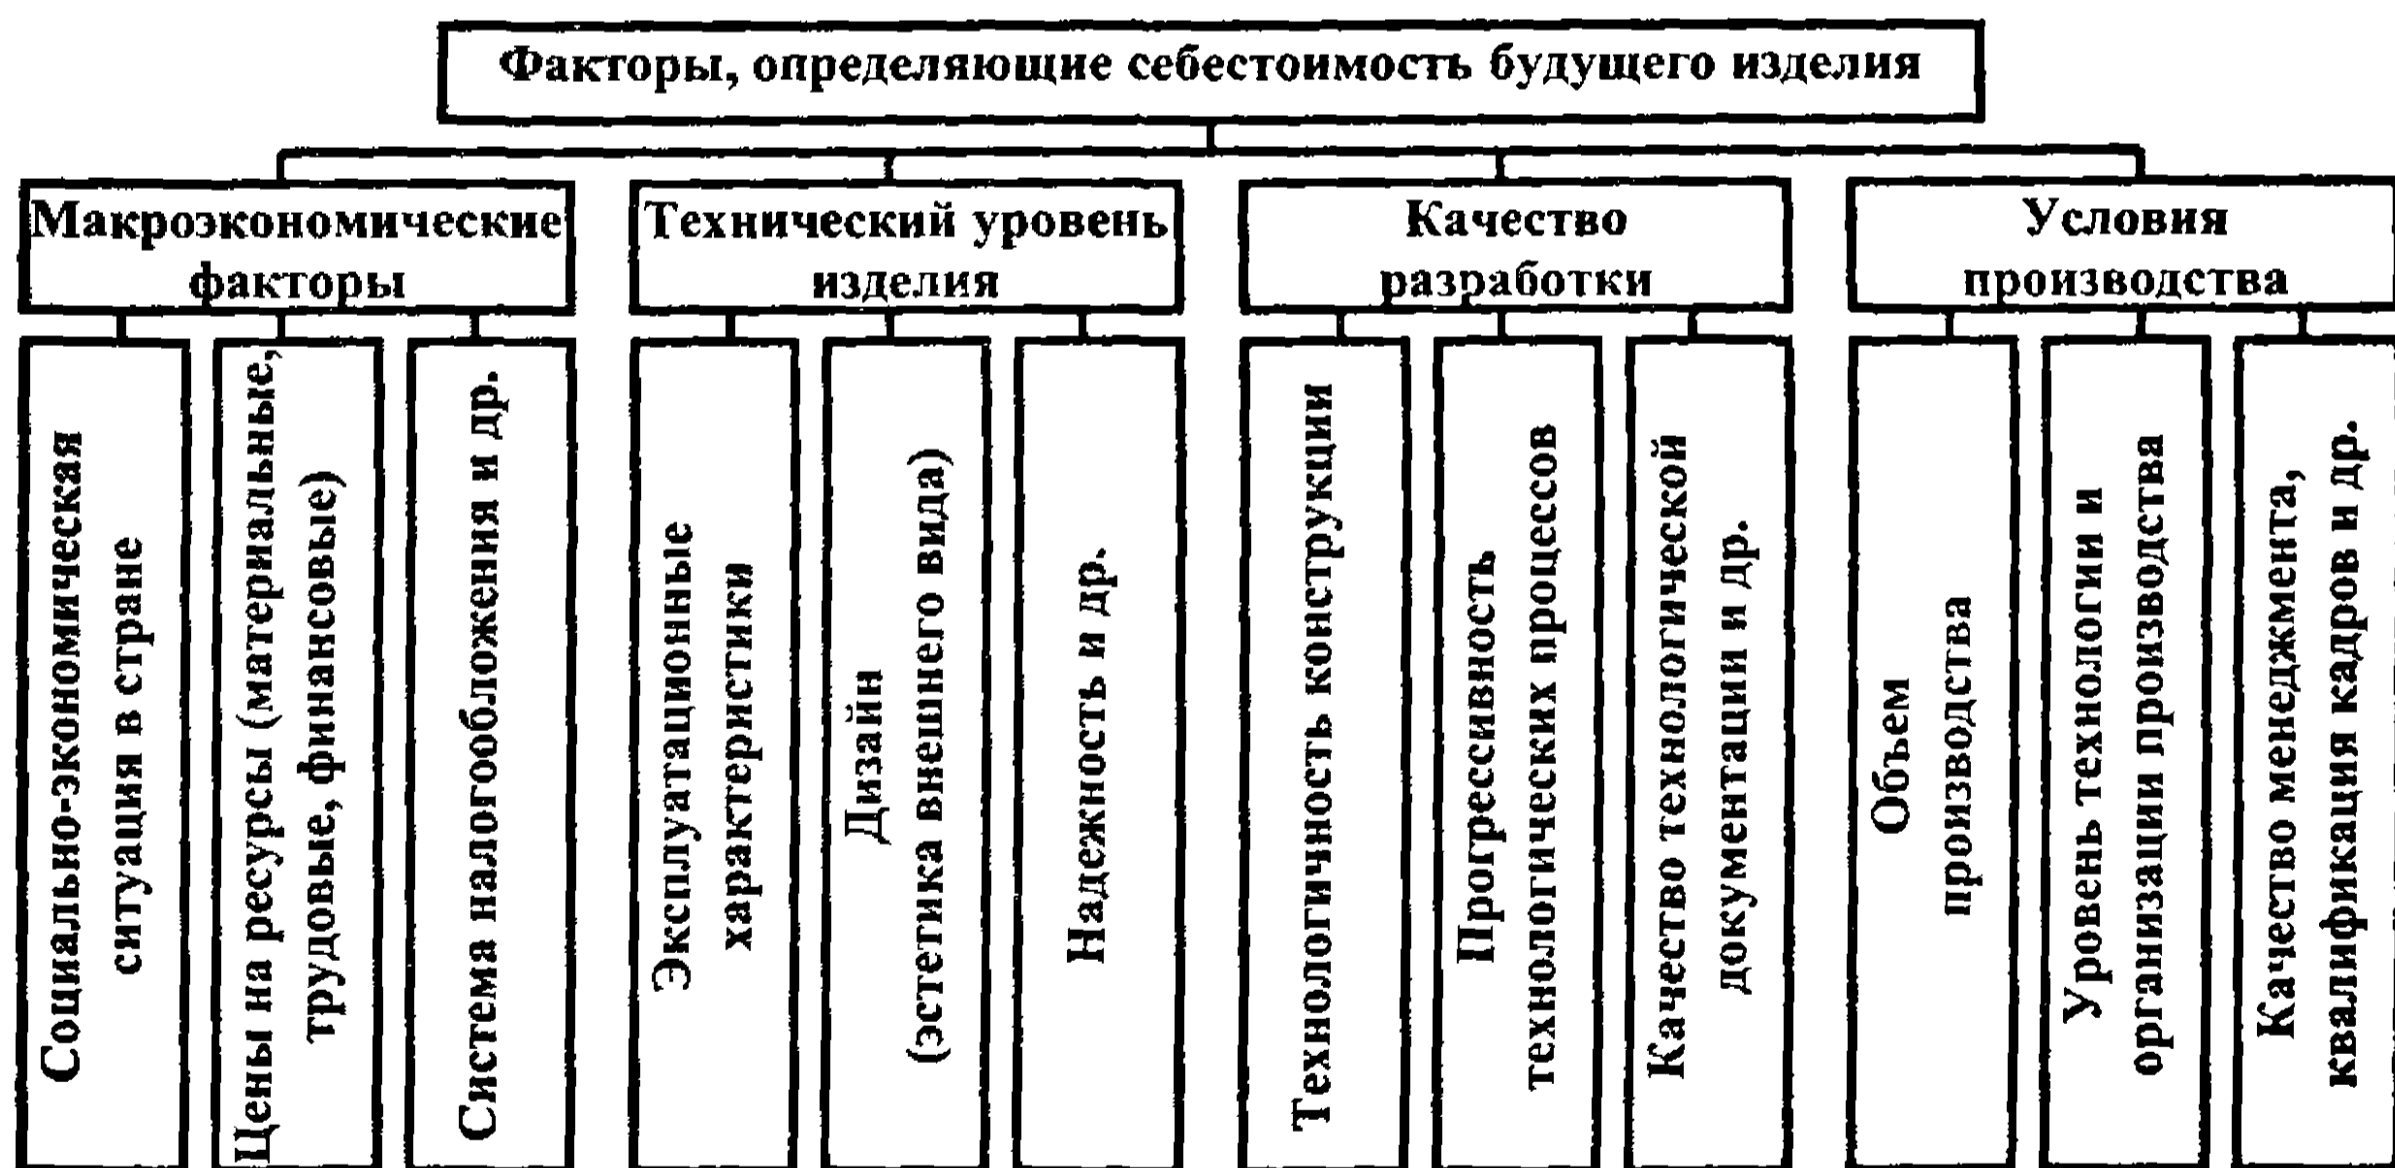 Факторы, определяющие себестоимость будущего изделия
Макроэкономические
факторы
Технический уровень
изделия
Качество
разработки
Условия
производства
Социально-экономическая
ситуация в стране
Цены на ресурсы (материальные,
трудовые, финансовые)
Система налогообложения и др.
Эксплуатационные
характеристики
Дизайн
(эстетика внешнего вида)
Надежность и др.
Технологичность конструкции
Прогрессивность
технологических процессов
Качество технологической
документации и др.
Объем
производства
Уровень технологии и
организации производства
Качество менеджмента,
квалификация кадров и др.